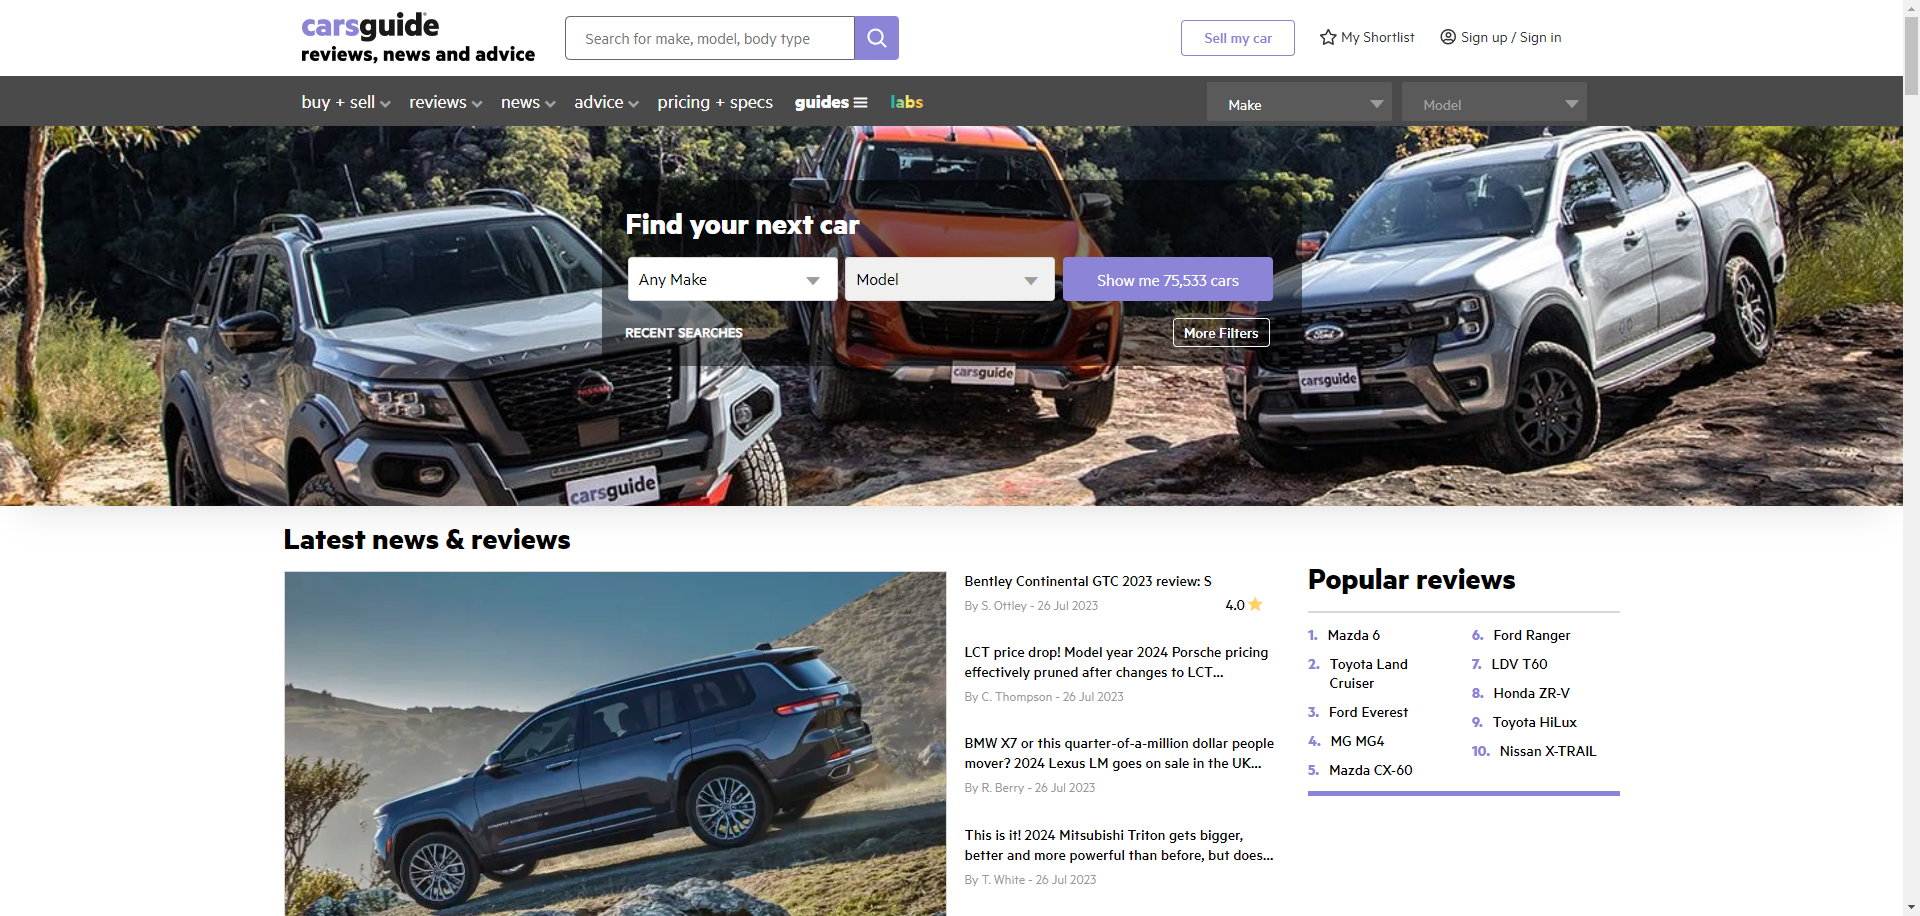 carsguide
reviews, news and advice
Search for make, model, body type
Sell my car
My Shortlist
Sign up / Sign in
buy + sell
reviews
news
advice
pricing + specs
guides
labs
Make
Model
Find your next car
Any Make
Model
Show me 75,533 cars
RECENT SEARCHES
More Filters
NISSAN
carsguide
carsguide
Ford
carsguide
Latest news & reviews
Bentley Continental GTC 2023 review: S
By S. Ottley - 26 Jul 2023
4.0
LCT price drop! Model year 2024 Porsche pricing
effectively pruned after changes to LCT...
By C. Thompson - 26 Jul 2023
BMW X7 or this quarter-of-a-million dollar people
mover? 2024 Lexus LM goes on sale in the UK...
By R. Berry - 26 Jul 2023
This is it! 2024 Mitsubishi Triton gets bigger,
better and more powerful than before, but does...
By T. White - 26 Jul 2023
Popular reviews
1. Mazda 6
2. Toyota Land
Cruiser
3. Ford Everest
4. MG MG4
5. Mazda CX-60
6. Ford Ranger
7. LDV T60
8. Honda ZR-V
9. Toyota HiLux
10. Nissan X-TRAIL